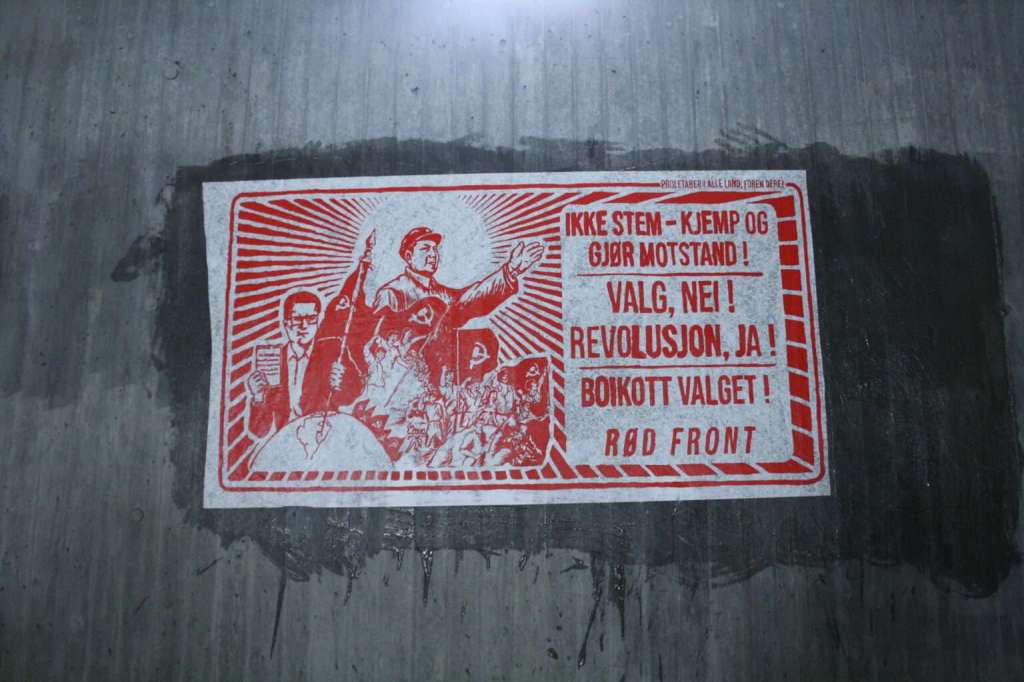 PROLETARER I ALLE LAND, FOREN DERE!
IKKE STEM - KJEMP OG
GJØR MOTSTAND !
VALG, NEI !
REVOLUSJON, JA !
BOIKOTT VALGET !
RØD FRONT